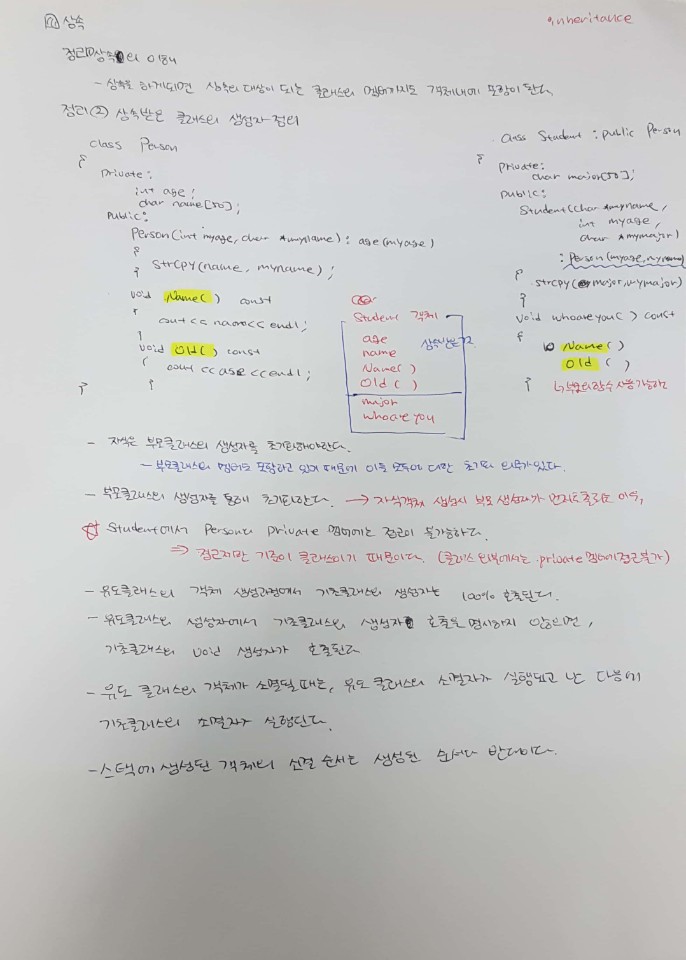 상속
inheritance
정리① 상속의 이해
- 상속을 하게되면 상속의 대상이 되는 클래스의 멤버까지도 객체내에 포함이 된다.
정리(2) 상속받은 클래스의 생성자 정의
class Person
{
private:
int age;
char name[50];
public:
Person(int myage, char *myname) : age(myage)
{
strcpy(name, myname);
}
void Name() const
{
cout << name << endl;
}
void Old() const
{
cout << age << endl;
}
}
Student 객체
age
name
Name()
Old()
상속받는것
major
whoareyou
class Student : public Person
{
private:
char major[50];
public:
Student(char *myname,
int myage,
char *mymajor)
: Person(myage, myname)
{
strcpy(major, mymajor)
}
void whoareyou() const
{
Name()
Old()
}
↳ 부모의 함수 사용가능하고
- 자식은 부모클래스의 생성자를 초기화해야한다.
- 부모클래스의 멤버도 포함하고 있기 때문에 이들 모두에 대한 초기화 의무가 있다.
- 부모클래스의 생성자를 통해 초기화한다. → 자식객체 생성시 부모 생성자가 먼저 호출되는 이유,
☆ Student에서 Person의 private 멤버에는 접근이 불가능하다.
⇒ 접근제한 기준이 클래스이기 때문이다. (클래스 외부에서는 private 멤버에 접근불가)
- 유도클래스의 객체 생성과정에서 기초클래스의 생성자는 100% 호출된다.
- 유도클래스의 생성자에서 기초클래스의 생성자 호출을 명시하지 않으면,
기초클래스의 void 생성자가 호출된다
- 유도 클래스의 객체가 소멸될 때는, 유도 클래스의 소멸자가 실행되고 난 다음에
기초클래스의 소멸자가 실행된다.
- 스택에 생성된 객체의 소멸 순서는 생성된 순서와 반대이다.